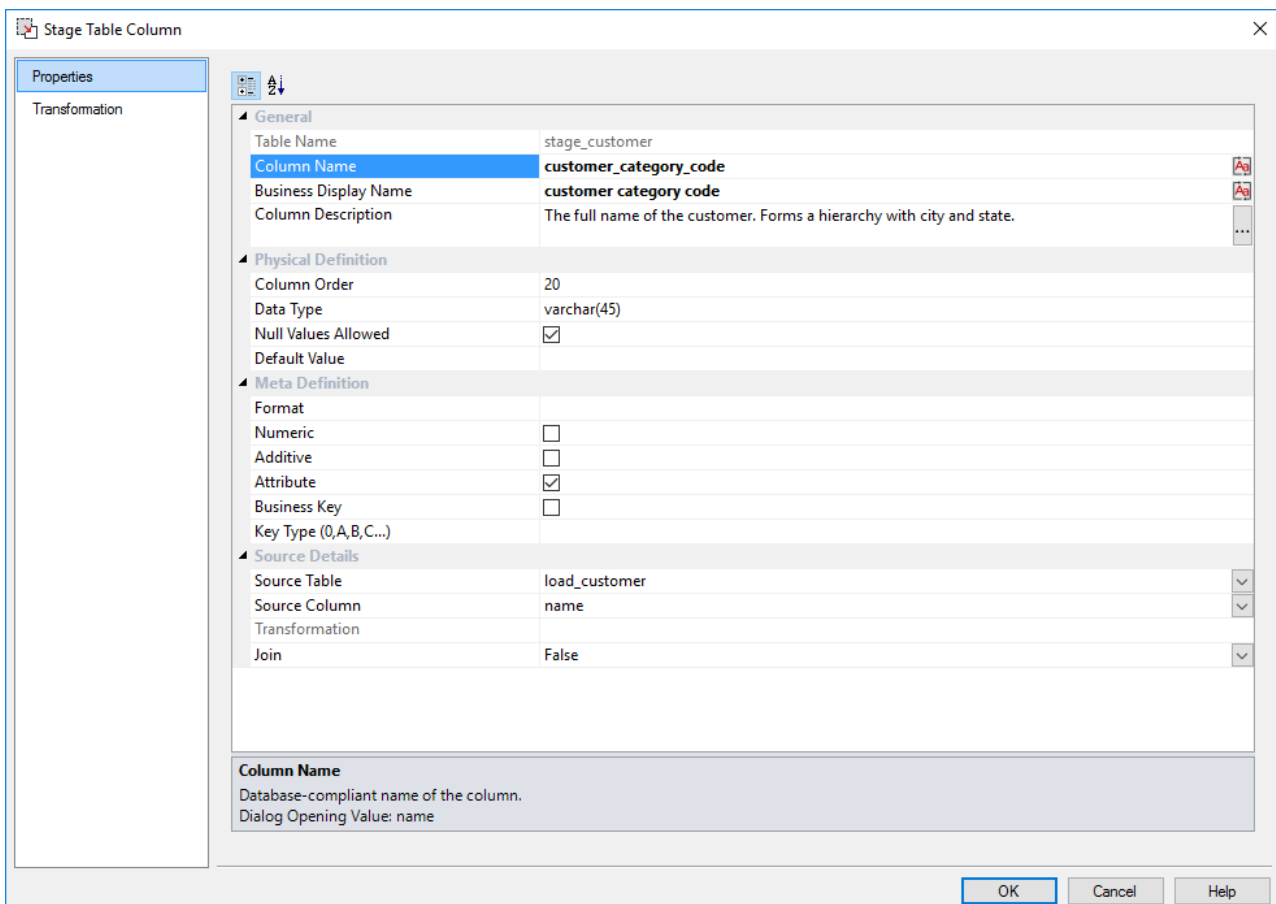 Stage Table Column
Properties
Transformation
General
Table Name stage_customer
Column Name customer_category_code
Business Display Name customer category code
Column Description The full name of the customer. Forms a hierarchy with city and state.
...
Physical Definition
Column Order 20
Data Type varchar(45)
Null Values Allowed
Default Value
Meta Definition
Format
Numeric
Additive
Attribute
Business Key
Key Type (0,A,B,C...)
Source Details
Source Table load_customer
Source Column name
Transformation
Join False
Column Name
Database-compliant name of the column.
Dialog Opening Value: name
OK Cancel Help